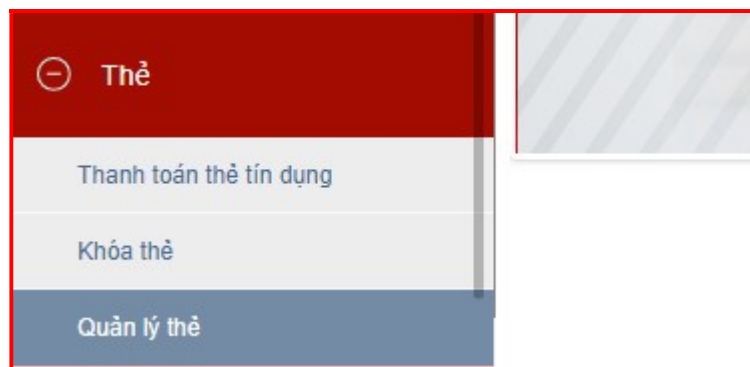 Thẻ
Thanh toán thẻ tín dụng
Khóa thẻ
Quản lý thẻ